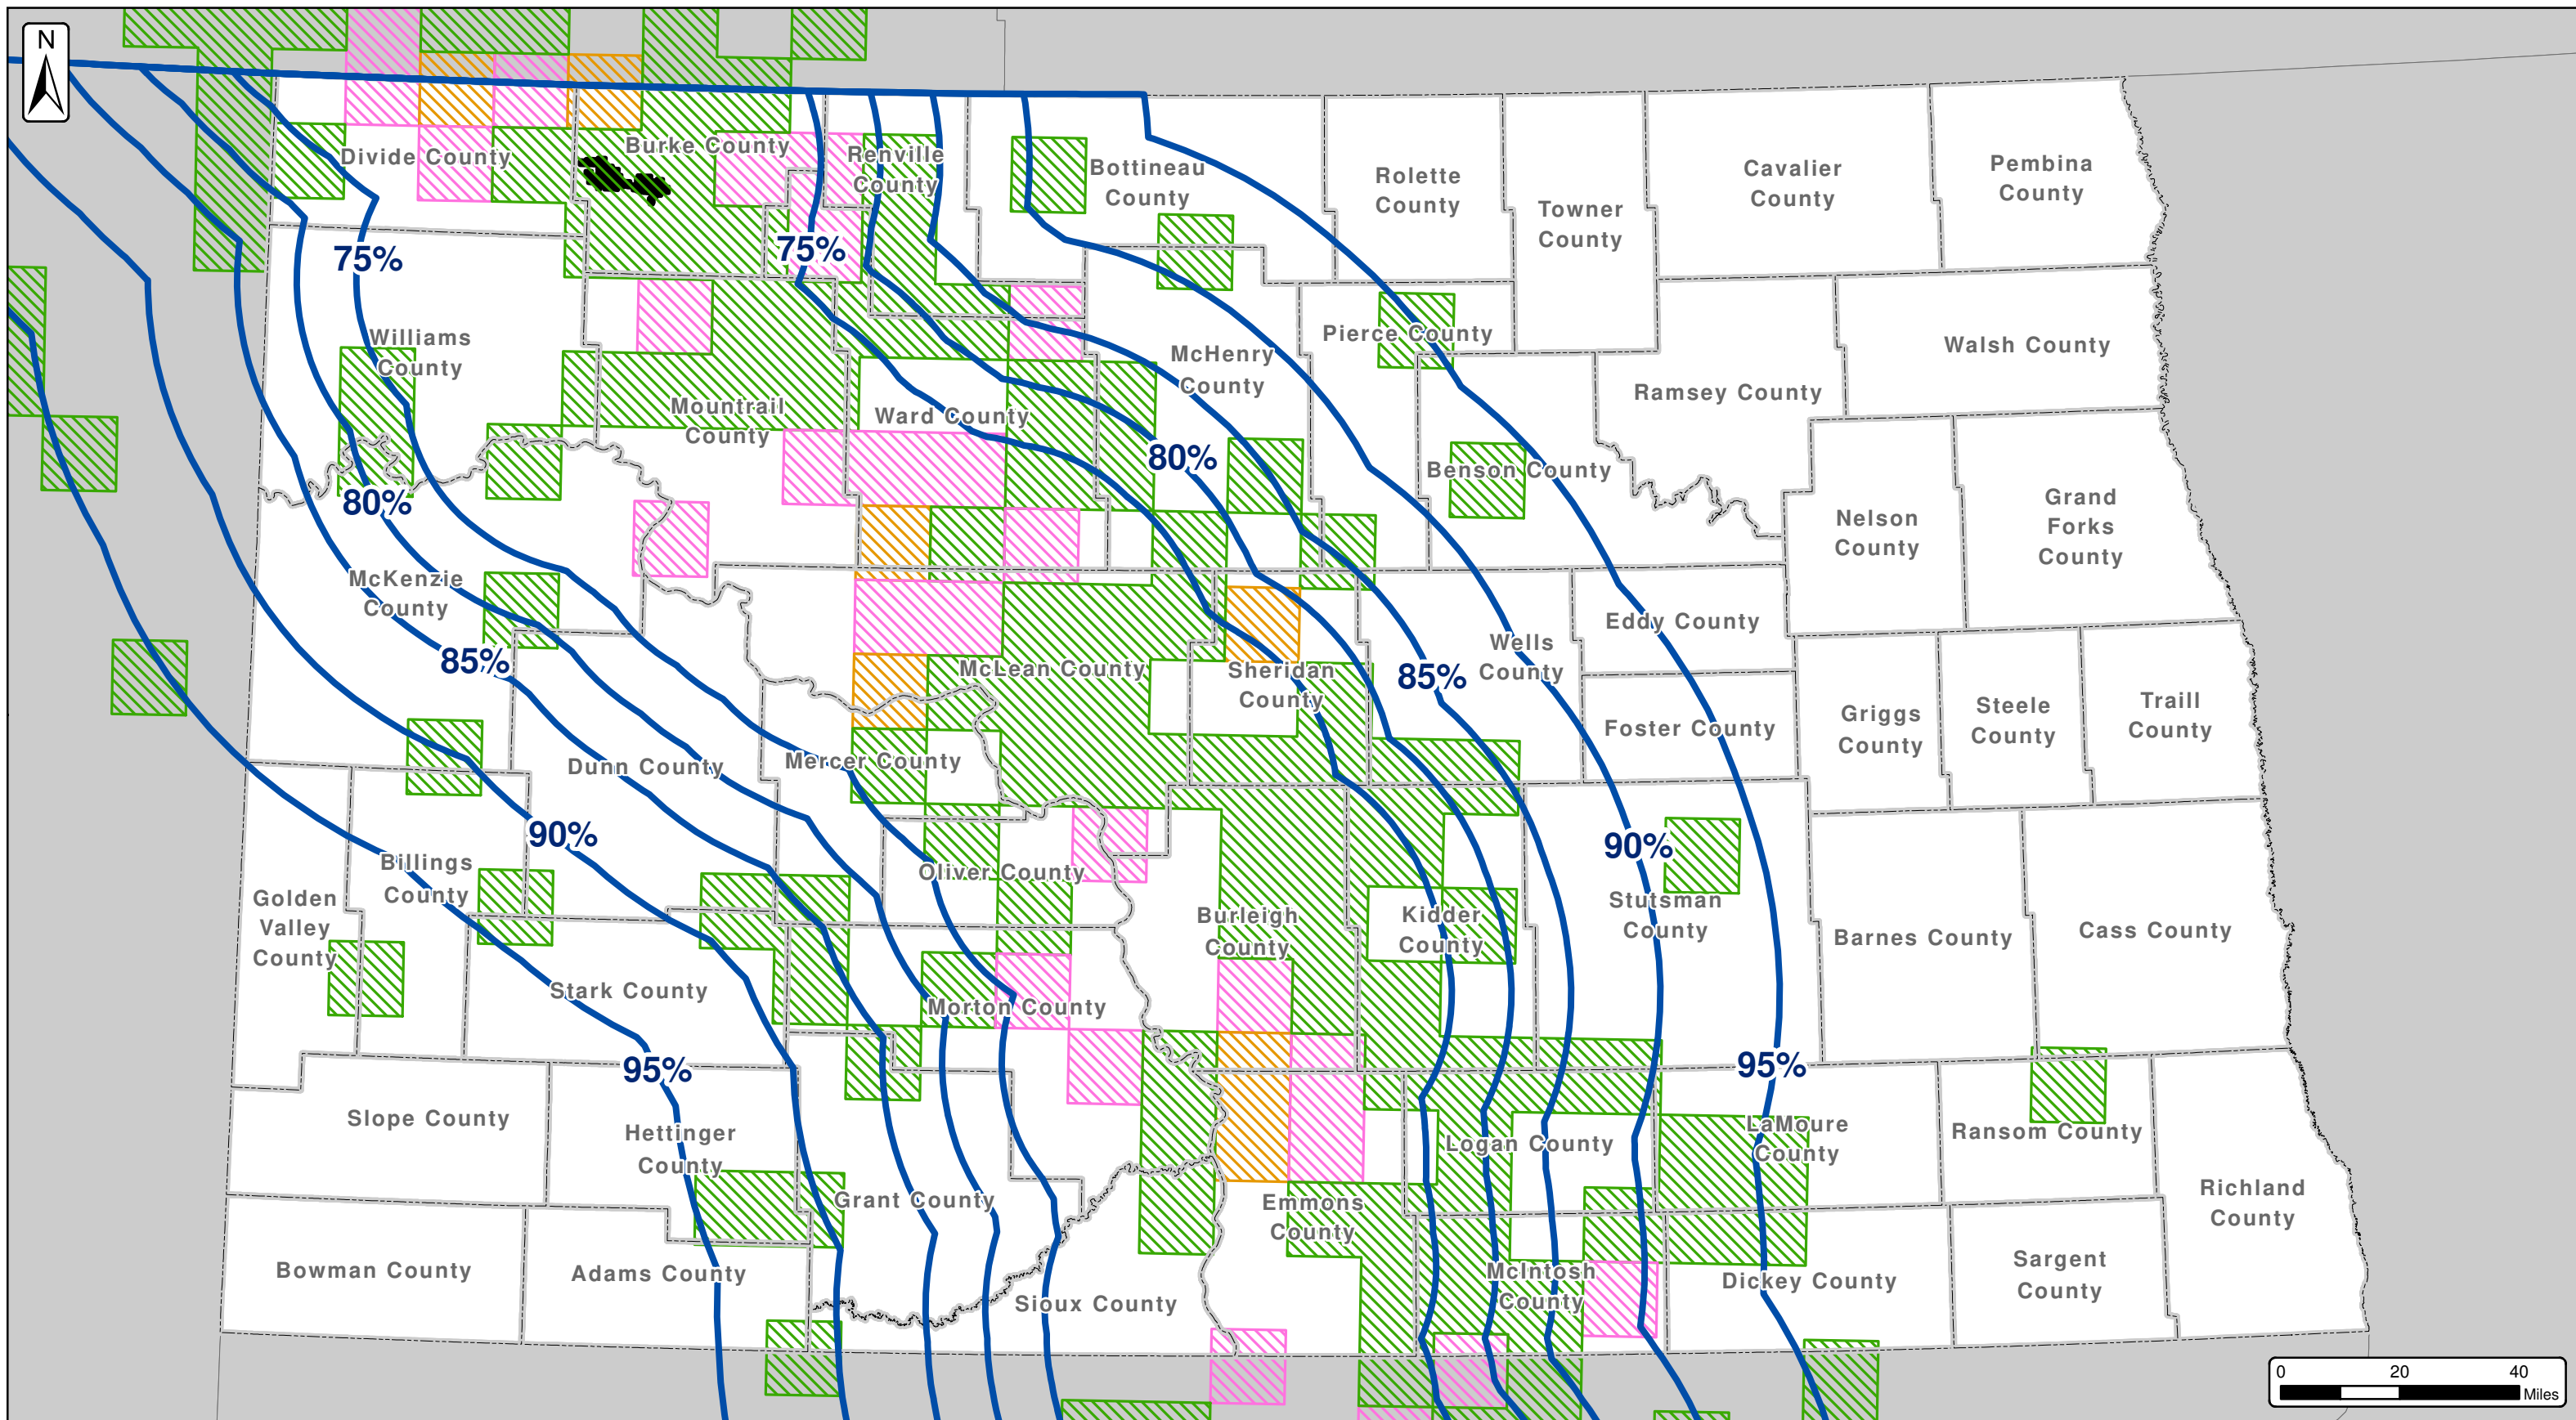 N
Divide County
Burke County
Renville
County
Bottineau
County
Rolette
County
Towner
County
Cavalier
County
Pembina
County
75%
75%
Williams
County
Mountrail
County
Ward County
McHenry
County
Pierce County
Ramsey County
Walsh County
80%
80%
Benson County
Nelson
County
Grand
Forks
County
McKenzie
County
85%
McLean County
Sheridan
County
85%
Wells
County
Eddy County
Foster County
Griggs
County
Steele
County
Traill
County
Dunn County
Mercer County
90%
90%
Billings
County
Golden
Valley
County
Oliver County
Burleigh
County
Kidder
County
Stutsman
County
Barnes County
Cass County
Stark County
Morton County
95%
95%
Slope County
Hettinger
County
Grant County
Emmons
County
Logan County
LaMoure
County
Ransom County
Richland
County
Bowman County
Adams County
Sioux County
McIntosh
County
Dickey County
Sargent
County
0 20 40
Miles